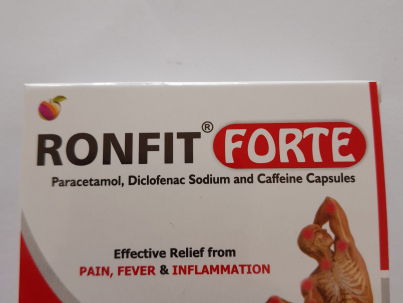 RONFIT® FORTE
Paracetamol, Diclofenac Sodium and Caffeine Capsules
Effective Relief from
PAIN, FEVER & INFLAMMATION